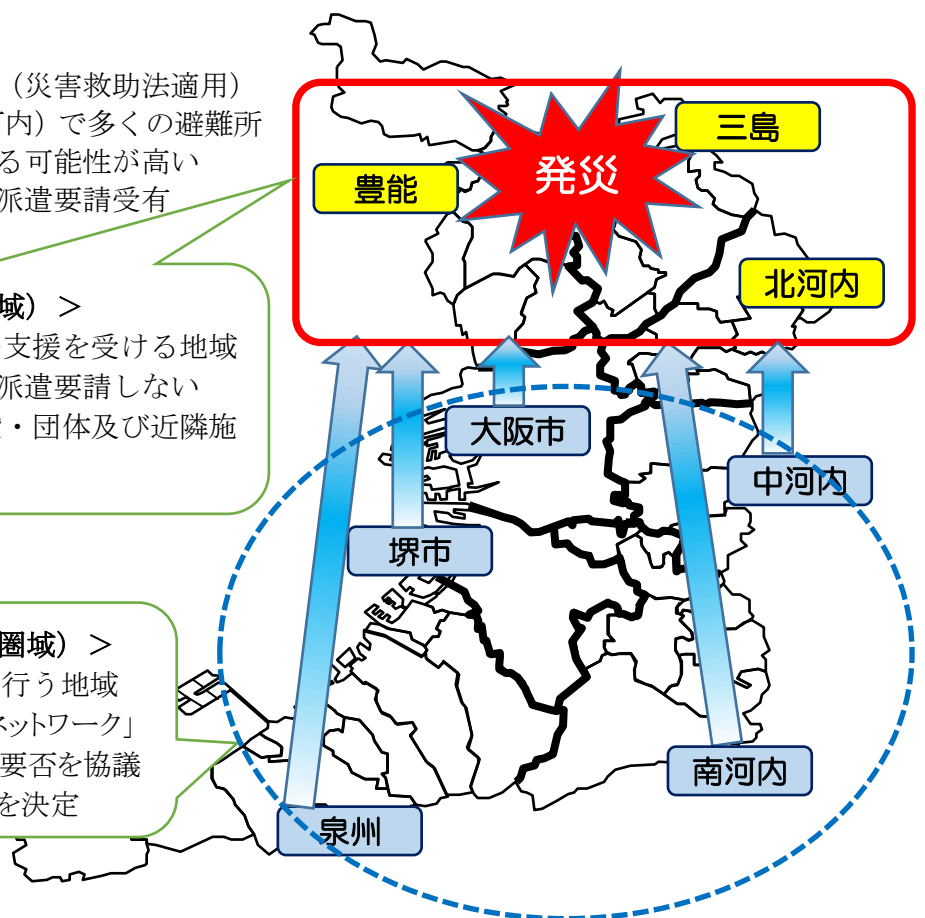 （災害救助法適用）
内）で多くの避難所
る可能性が高い
派遣要請受有
域）＞
支援を受ける地域
派遣要請しない
・団体及び近隣施
圏域）＞
行う地域
ネットワーク」
要否を協議
を決定
三島
発災
豊能
北河内
大阪市
中河内
堺市
南河内
泉州